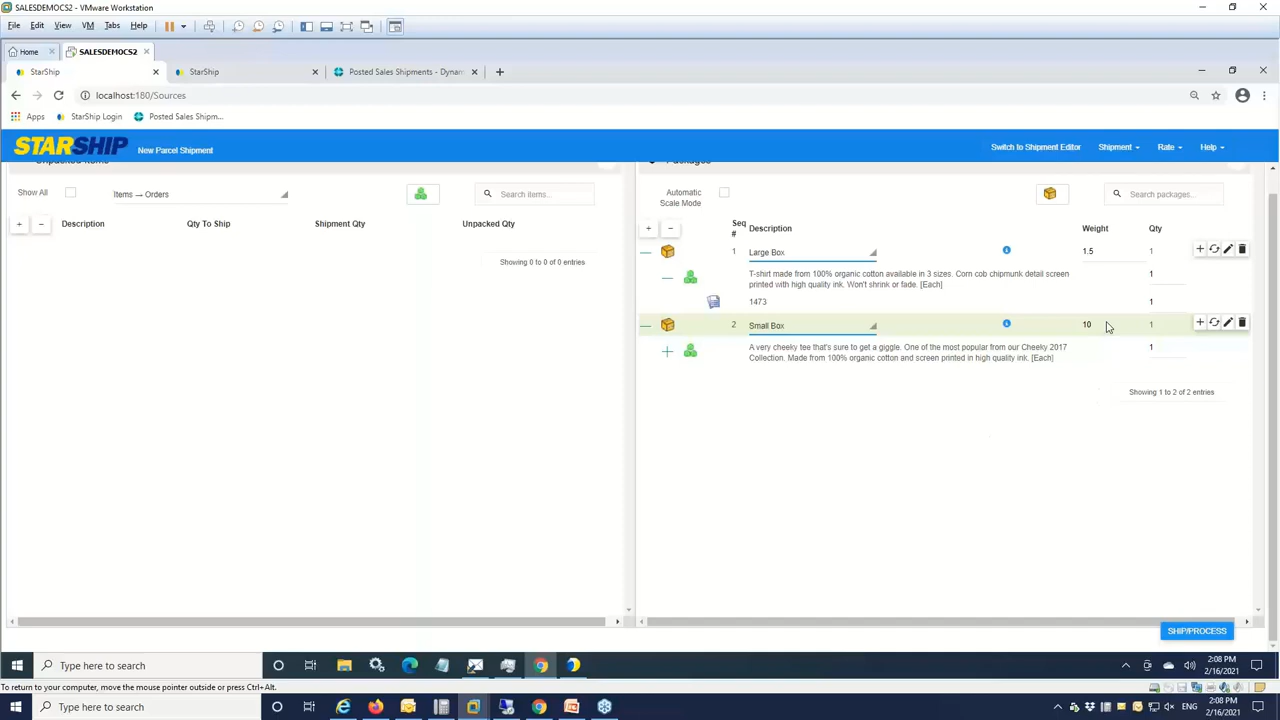 SALESDEMOCS2 - VMware Workstation
File Edit View VM Tabs Help
Home SALESDEMOCS2
StarShip StarShip Posted Sales Shipments - Dynam
localhost:180/Sources
Apps StarShip Login Posted Sales Shipm...
STARSHIP New Parcel Shipment Switch to Shipment Editor Shipment Rate Help
Unpacked Items Packages
Show All Items → Orders Search items... Automatic Scale Mode Search packages...
Description Qty To Ship Shipment Qty Unpacked Qty
Showing 0 to 0 of 0 entries
Seq # Description Weight Qty
1 Large Box 1.5 1
T-shirt made from 100% organic cotton available in 3 sizes. Corn cob chipmunk detail screen 1
printed with high quality ink. Won't shrink or fade. [Each]
1473 1
2 Small Box 10 1
A very cheeky tee that's sure to get a giggle. One of the most popular from our Cheeky 2017 1
Collection. Made from 100% organic cotton and screen printed in high quality ink. [Each]
Showing 1 to 2 of 2 entries
SHIP/PROCESS
Type here to search 2:08 PM
2/16/2021
To return to your computer, move the mouse pointer outside or press Ctrl+Alt.
Type here to search ENG 2:08 PM
2/16/2021